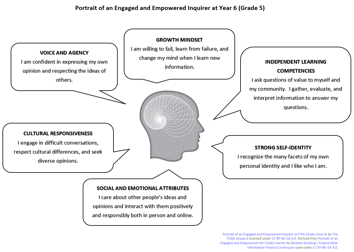 Portrait of an Engaged and Empowered Inquirer at Year 6 (Grade 5)
GROWTH MINDSET
I am willing to fail, learn from failure, and
change my mind when I learn new
information.
VOICE AND AGENCY
I am confident in expressing my own
opinion and respecting the ideas of
others.
INDEPENDENT LEARNING
COMPETENCIES
I ask questions of value to myself and
my community. I gather, evaluate, and
interpret information to answer my
questions.
CULTURAL RESPONSIVENESS
I engage in difficult conversations,
respect cultural differences, and seek
diverse opinions.
STRONG SELF-IDENTITY
I recognize the many facets of my own
personal identity and I like who I am.
SOCIAL AND EMOTIONAL ATTRIBUTES
I care about other people's ideas and
opinions and interact with them positively
and responsibly both in person and online.